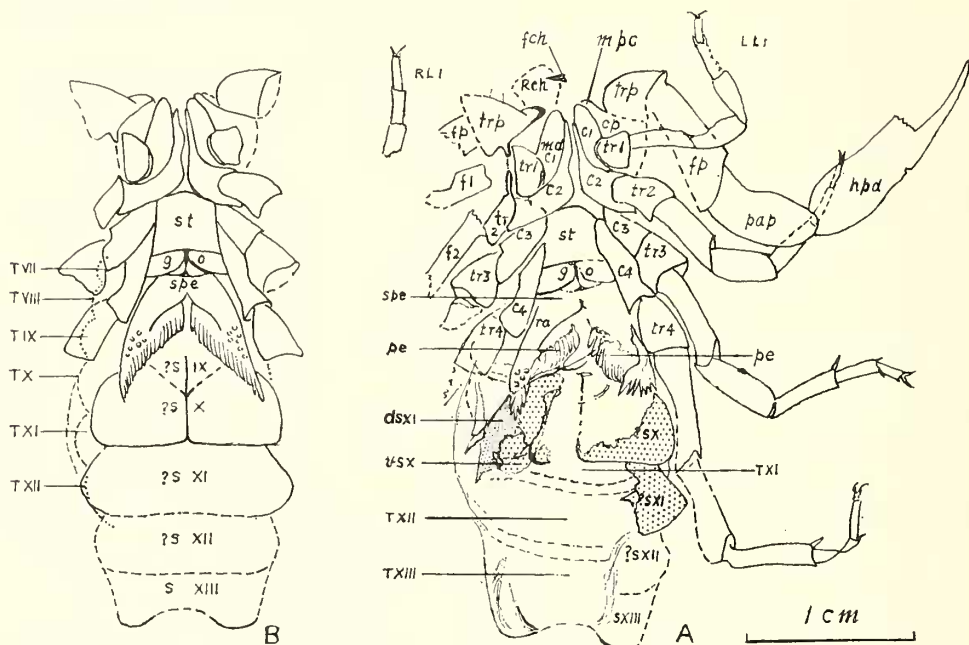 RL1
fch
mpc
LL1
Rch
trp
trp
fp
md
C1
C1
cp
tr1
tr1
f1
C2
C2
tr2
fp
hpd
pap
tr2
f2
C3
st
C3
tr3
tr3
g
o
C4
C4
spe
tr4
ra
tr4
pe
pe
dsXI
sX
vsX
TXI
?sXI
TXII
?sXII
TXIII
sXIII
A
1 cm
st
g
o
spe
TVII
TVIII
TIX
TX
TXI
TXII
?S IX
?S X
?S XI
?S XII
S XIII
B